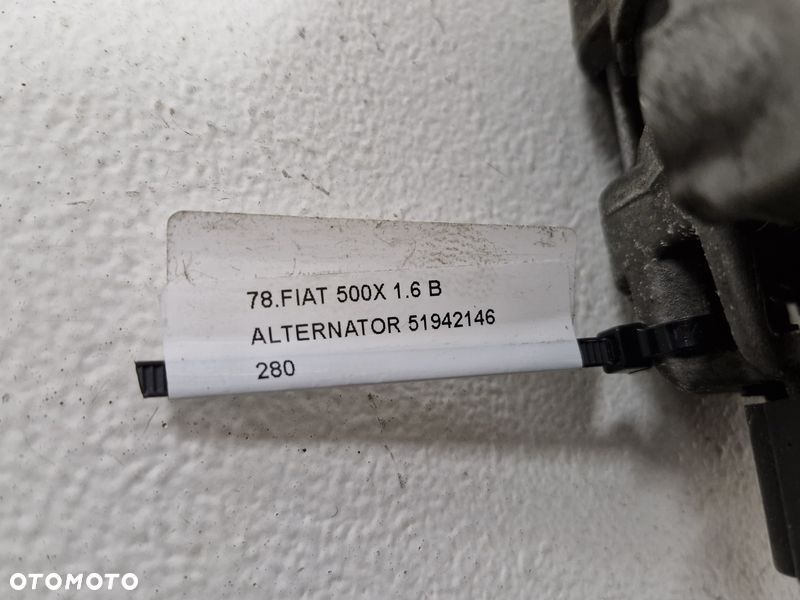 78.FIAT 500X 1.6 B
ALTERNATOR 51942146
280
OTOMOTO